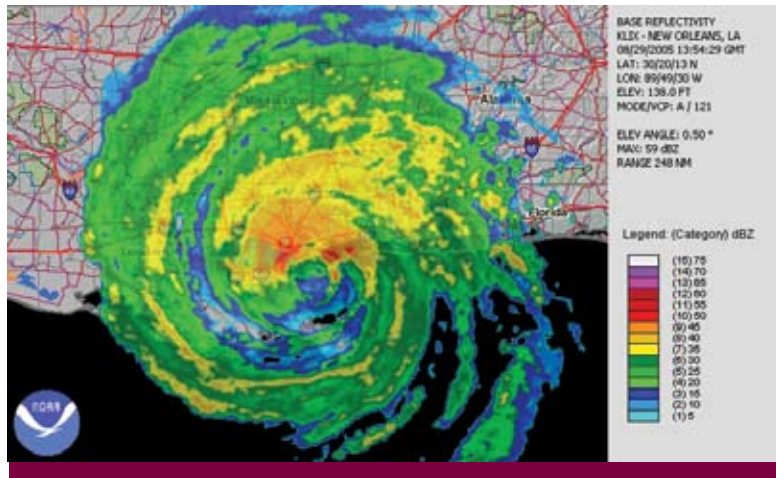 BASE REFLECTIVITY
KLIX - NEW ORLEANS, LA
08/29/2005 13:54:29 GMT
LAT: 30/20/13 N
LON: 89/49/30 W
ELEV: 138.0 FT
MODE/VCP: A / 121
ELEV ANGLE: 0.50 °
MAX: 59 dBZ
RANGE 248 NM
Alabama
Florida
Legend: (Category) dBZ
(15) 75
(14) 70
(13) 65
(12) 60
(11) 55
(10) 50
(9) 45
(8) 40
(7) 35
(6) 30
(5) 25
(4) 20
(3) 15
(2) 10
(1) 5
NOAA